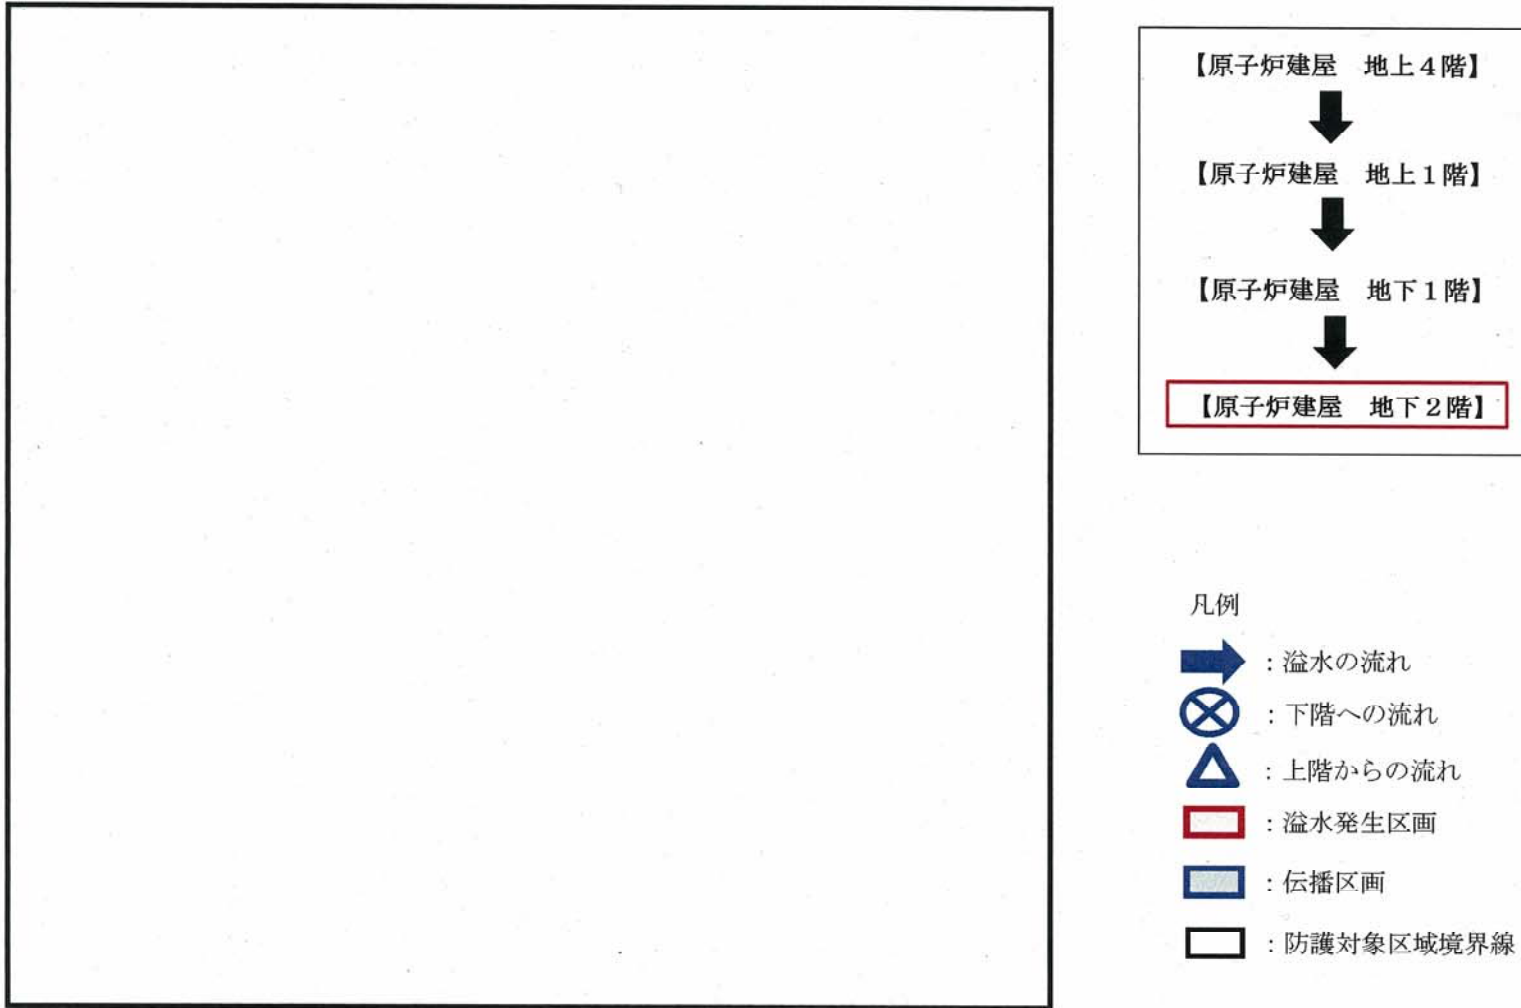 【原子炉建屋　地上４階】
【原子炉建屋　地上１階】
【原子炉建屋　地下１階】
【原子炉建屋　地下２階】
凡例
：溢水の流れ
：下階への流れ
：上階からの流れ
：溢水発生区画
：伝播区画
：防護対象区域境界線